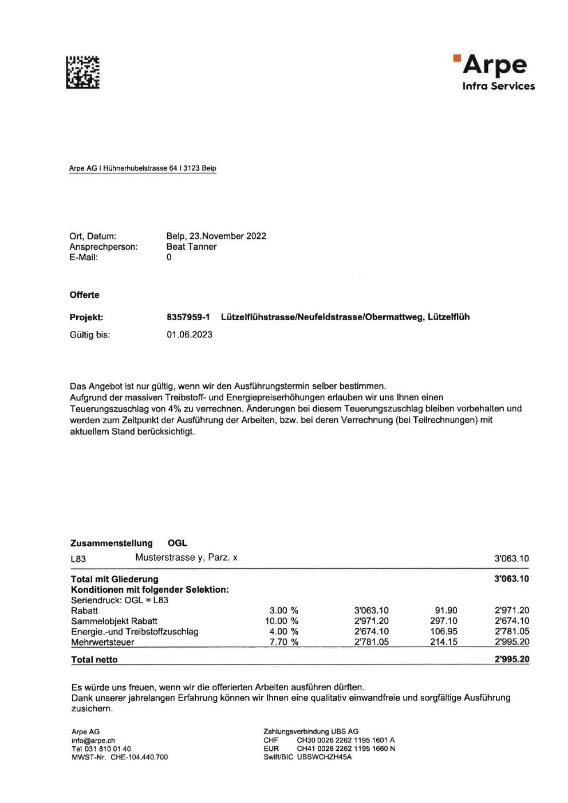 Arpe
Infra Services
Arpe AG I Hühnerhubelstrasse 64 I 3123 Belp
Ort, Datum: Belp, 23.November 2022
Ansprechperson: Beat Tanner
E-Mail: 0
Offerte
Projekt: 8357959-1 Lützelflühstrasse/Neufeldstrasse/Obermattweg, Lützelflüh
Gültig bis: 01.06.2023
Das Angebot ist nur gültig, wenn wir den Ausführungstermin selber bestimmen.
Aufgrund der massiven Treibstoff- und Energiepreiserhöhungen erlauben wir uns Ihnen einen
Teuerungszuschlag von 4% zu verrechnen. Änderungen bei diesem Teuerungszuschlag bleiben vorbehalten und
werden zum Zeitpunkt der Ausführung der Arbeiten, bzw. bei deren Verrechnung (bei Teilrechnungen) mit
aktuellem Stand berücksichtigt.
Zusammenstellung OGL
L83 Musterstrasse y, Parz. x 3'063.10
Total mit Gliederung 3'063.10
Konditionen mit folgender Selektion:
Seriendruck: OGL = L83
Rabatt 3.00 % 3'063.10 91.90 2'971.20
Sammelobjekt Rabatt 10.00 % 2'971.20 297.10 2'674.10
Energie.-und Treibstoffzuschlag 4.00 % 2'674.10 106.95 2'781.05
Mehrwertsteuer 7.70 % 2'781.05 214.15 2'995.20
Total netto 2'995.20
Es würde uns freuen, wenn wir die offerierten Arbeiten ausführen dürften.
Dank unserer jahrelangen Erfahrung können wir Ihnen eine qualitativ einwandfreie und sorgfältige Ausführung
zusichern.
Arpe AG
info@arpe.ch
Tel 031 810 01 40
MWST-Nr. CHE-104.440.700
Zahlungsverbindung UBS AG
CHF CH30 0026 2262 1195 1601 A
EUR CH41 0026 2262 1195 1660 N
Swift/BIC UBSWCHZH45A